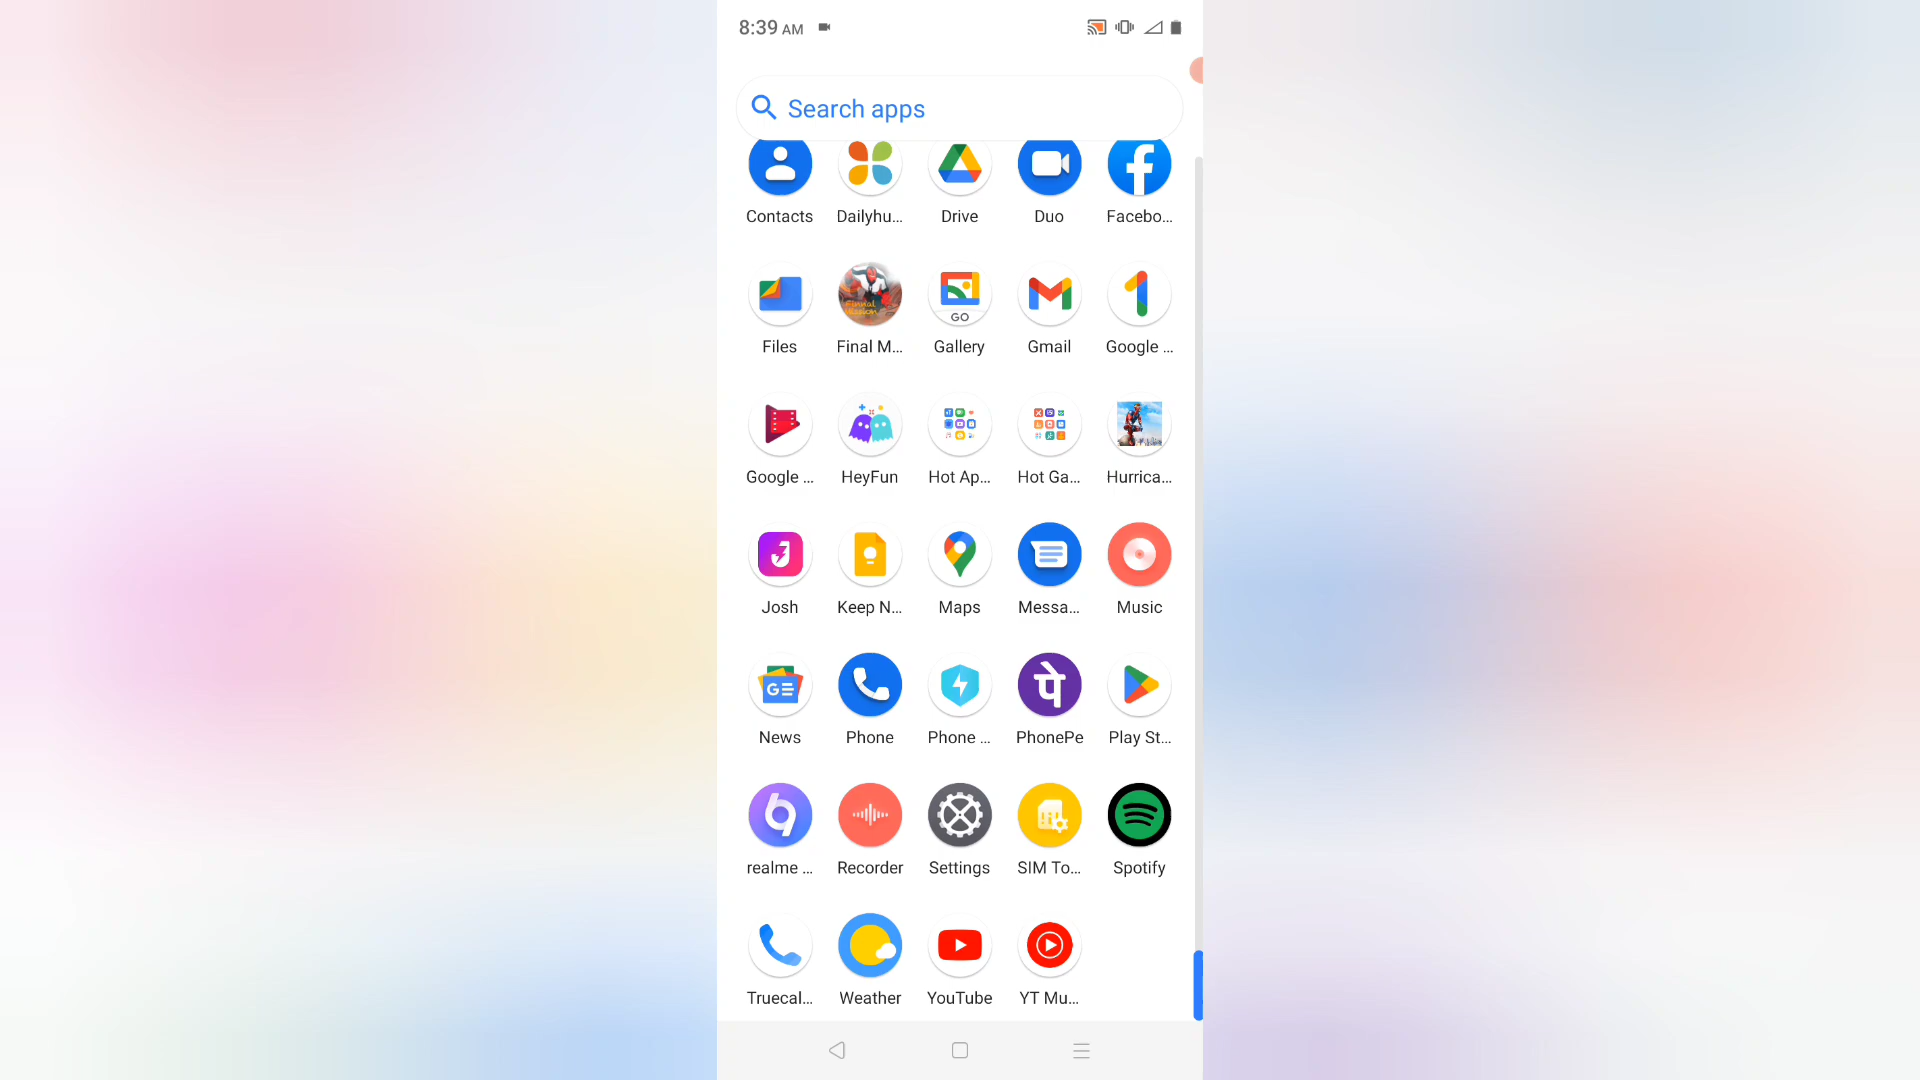 8:39 AM
Search apps
Contacts Dailyhu... Drive Duo Facebo...
GO
Files Final M... Gallery Gmail Google ...
Google ... HeyFun Hot Ap... Hot Ga... Hurrica...
Josh Keep N... Maps Messa... Music
GE
पे
News Phone Phone ... PhonePe Play St...
realme ... Recorder Settings SIM To... Spotify
Truecal... Weather YouTube YT Mu...